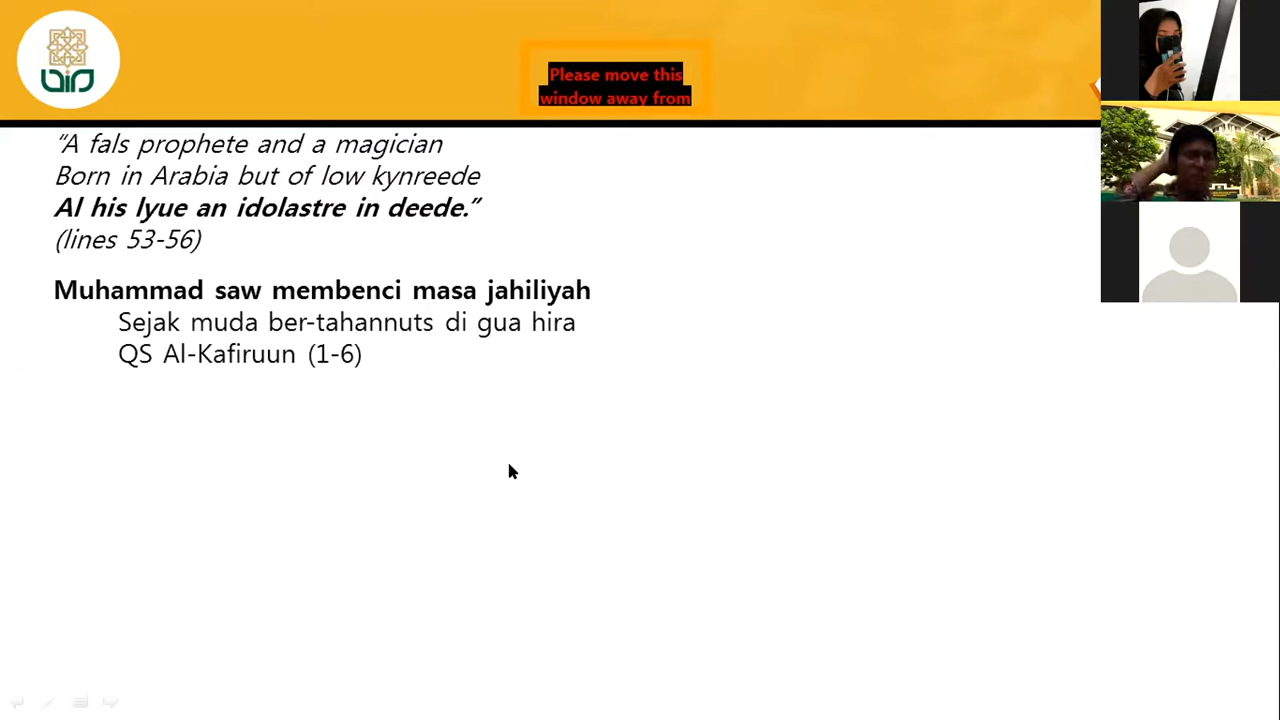 Please move this
window away from
“A fals prophete and a magician
Born in Arabia but of low kynreede
Al his lyue an idolastre in deede.”
(lines 53-56)
Muhammad saw membenci masa jahiliyah
Sejak muda ber-tahannuts di gua hira
QS Al-Kafiruun (1-6)